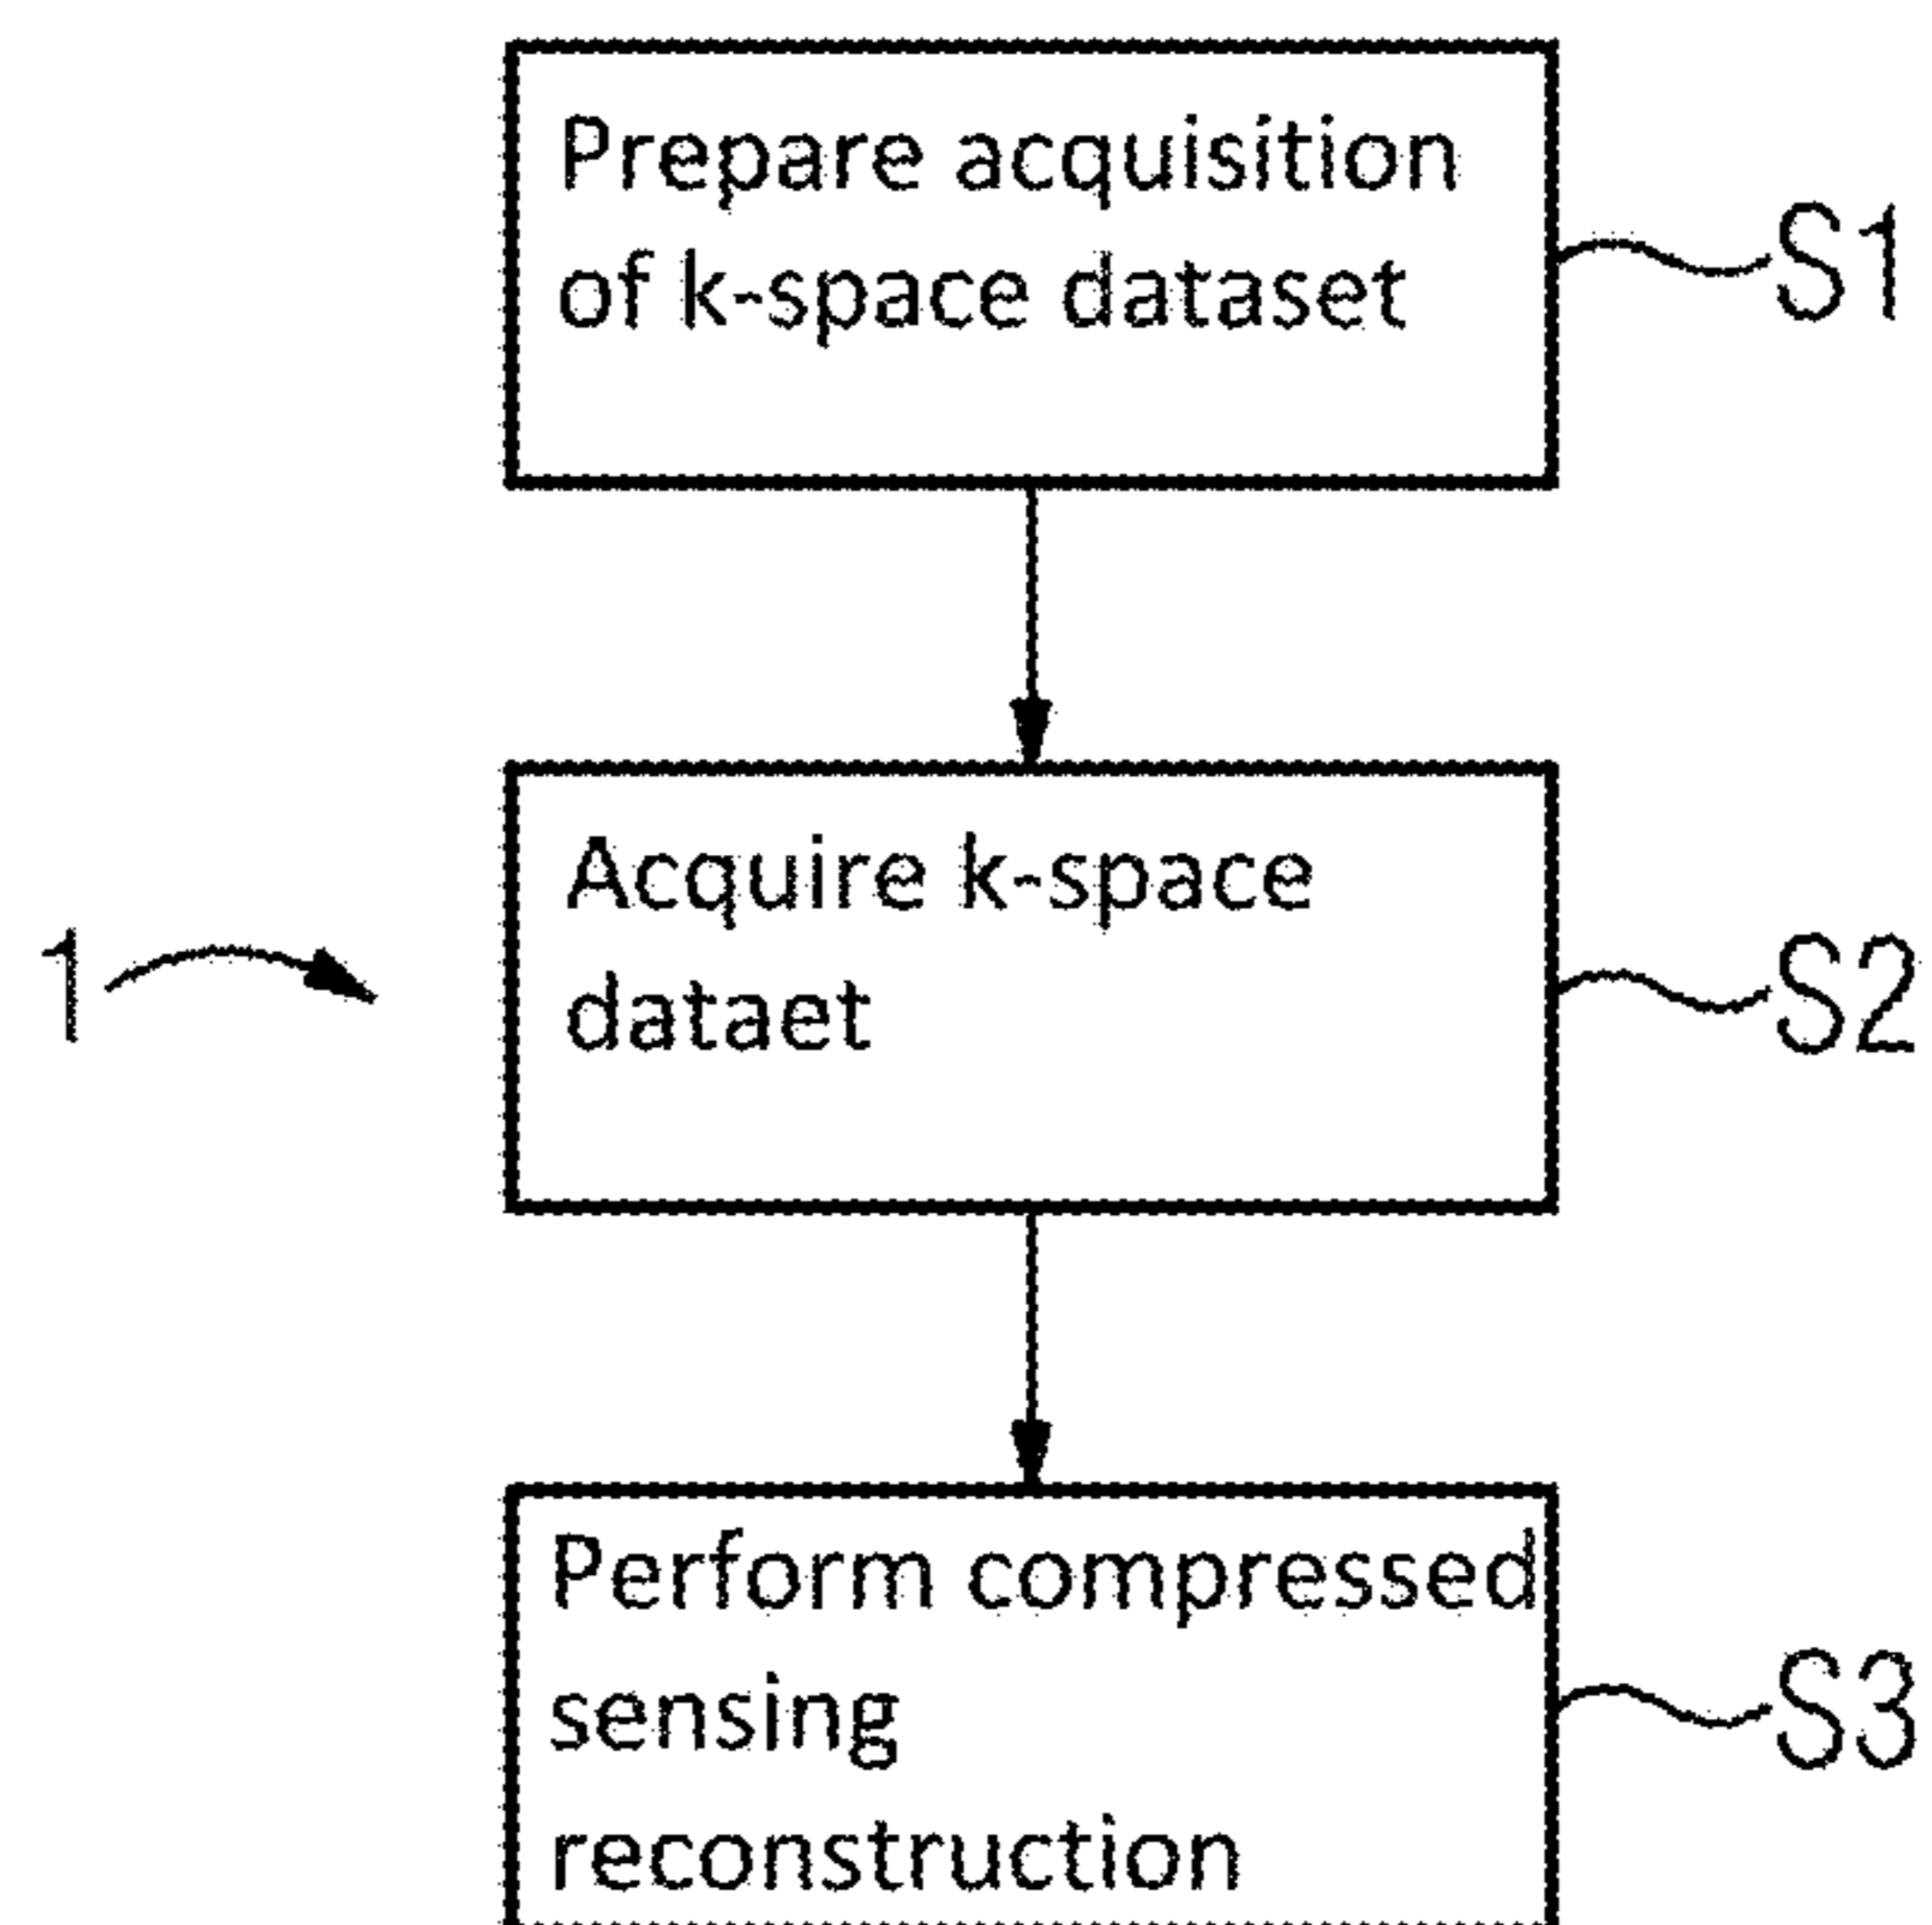 Prepare acquisition
of k-space dataset
S1
Acquire k-space
dataet
1
S2
Perform compressed
sensing
reconstruction
S3